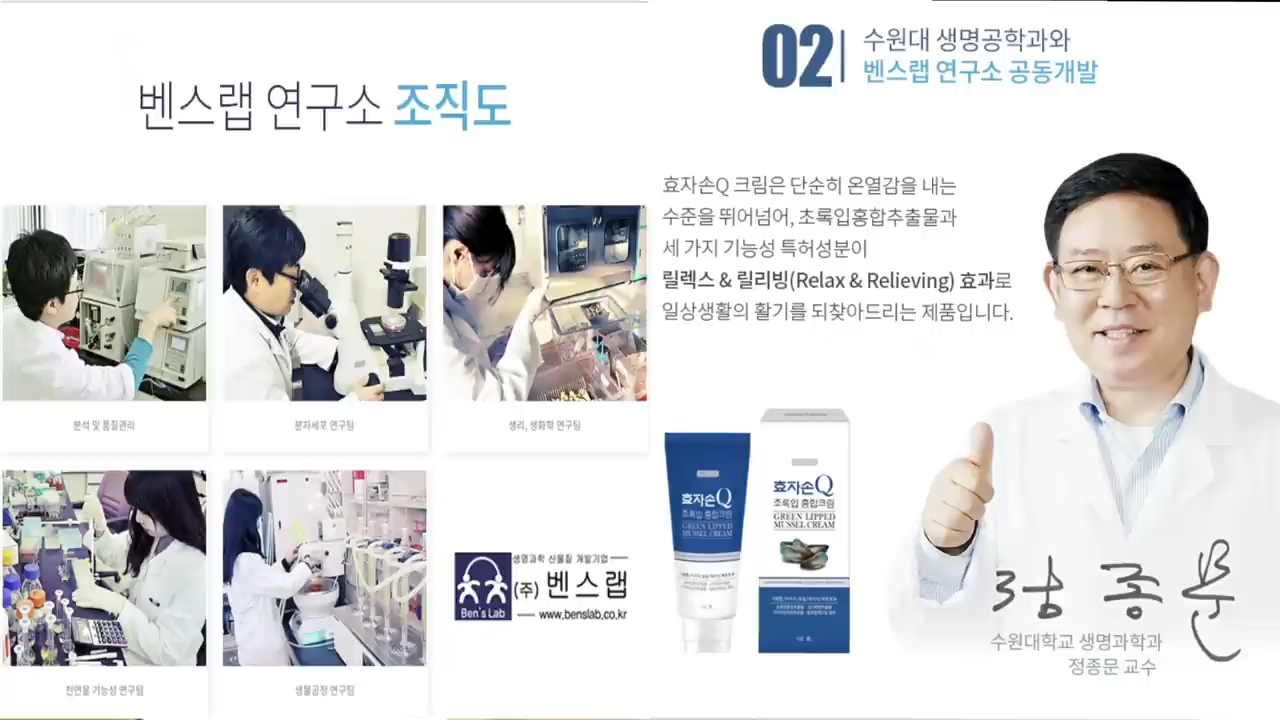 벤스랩 연구소 조직도
분석 및 품질관리
분자세포 연구팀
생리, 생화학 연구팀
천연물 기능성 연구팀
생물공정 연구팀
생명과학 신물질 개발기업
(주) 벤스랩
Ben's Lab
www.benslab.co.kr
02
수원대 생명공학과와
벤스랩 연구소 공동개발
효자손Q 크림은 단순히 온열감을 내는
수준을 뛰어넘어, 초록입홍합추출물과
세 가지 기능성 특허성분이
릴렉스 & 릴리빙(Relax & Relieving) 효과로
일상생활의 활기를 되찾아드리는 제품입니다.
효자손Q
초록입 홍합크림
GREEN LIPPED
MUSSEL CREAM
효자손Q
초록입 홍합크림
GREEN LIPPED
MUSSEL CREAM
정종문
수원대학교 생명과학과
정종문 교수